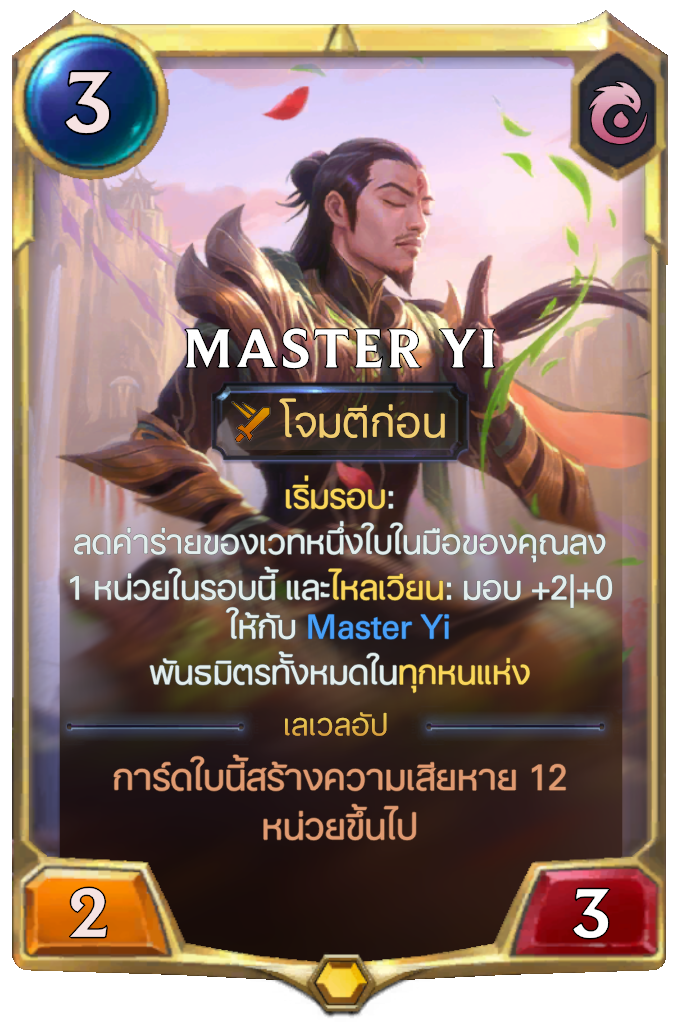 3
MASTER YI
โจมตีก่อน
เริ่มรอบ:
ลดค่าร่ายของเวทหนึ่งใบในมือของคุณลง
1 หน่วยในรอบนี้ และไหลเวียน: มอบ +2|+0
ให้กับ Master Yi
พันธมิตรทั้งหมดในทุกหนแห่ง
เลเวลอัป
การ์ดใบนี้สร้างความเสียหาย 12
หน่วยขึ้นไป
2
3